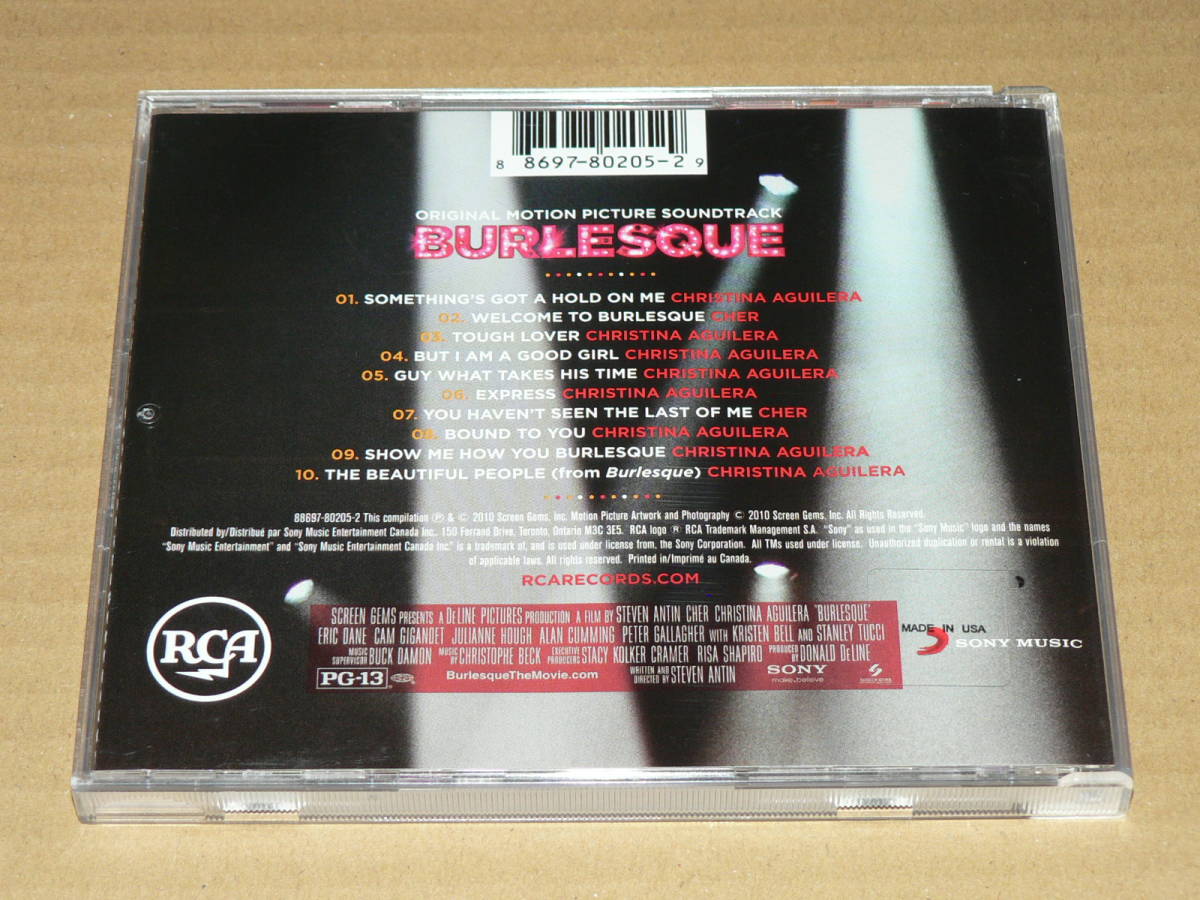 8 8697-80205-2 9
ORIGINAL MOTION PICTURE SOUNDTRACK
BURLESQUE
01. SOMETHING'S GOT A HOLD ON ME CHRISTINA AGUILERA
02. WELCOME TO BURLESQUE CHER
03. TOUGH LOVER CHRISTINA AGUILERA
04. BUT I AM A GOOD GIRL CHRISTINA AGUILERA
05. GUY WHAT TAKES HIS TIME CHRISTINA AGUILERA
06. EXPRESS CHRISTINA AGUILERA
07. YOU HAVEN'T SEEN THE LAST OF ME CHER
08. BOUND TO YOU CHRISTINA AGUILERA
09. SHOW ME HOW YOU BURLESQUE CHRISTINA AGUILERA
10. THE BEAUTIFUL PEOPLE (from Burlesque) CHRISTINA AGUILERA
88697-80205-2 This compilation ℗ & © 2010 Screen Gems, Inc. Motion Picture Artwork and Photography © 2010 Screen Gems, Inc. All Rights Reserved.
Distributed by/Distribué par Sony Music Entertainment Canada Inc. 150 Ferrand Drive, Toronto, Ontario M3C 3E5. RCA logo ® RCA Trademark Management S.A. "Sony" as used in the "Sony Music" logo and the names
"Sony Music Entertainment" and "Sony Music Entertainment Canada Inc." is a trademark of, and is used under license from, the Sony Corporation. All TMs used under license. Unauthorized duplication or rental is a violation
of applicable laws. All rights reserved. Printed in/Imprimé au Canada.
RCARECORDS.COM
RCA
SCREEN GEMS PRESENTS A DeLINE PICTURES PRODUCTION A FILM BY STEVEN ANTIN CHER CHRISTINA AGUILERA "BURLESQUE"
ERIC DANE CAM GIGANDET JULIANNE HOUGH ALAN CUMMING PETER GALLAGHER WITH KRISTEN BELL AND STANLEY TUCCI
MUSIC SUPERVISOR BUCK DAMON MUSIC BY CHRISTOPHE BECK EXECUTIVE PRODUCERS STACY KOLKER CRAMER RISA SHAPIRO PRODUCED BY DONALD DeLINE
WRITTEN AND DIRECTED BY STEVEN ANTIN
PG-13
BurlesqueTheMovie.com
SONY
make.believe
MADE IN USA
SONY MUSIC